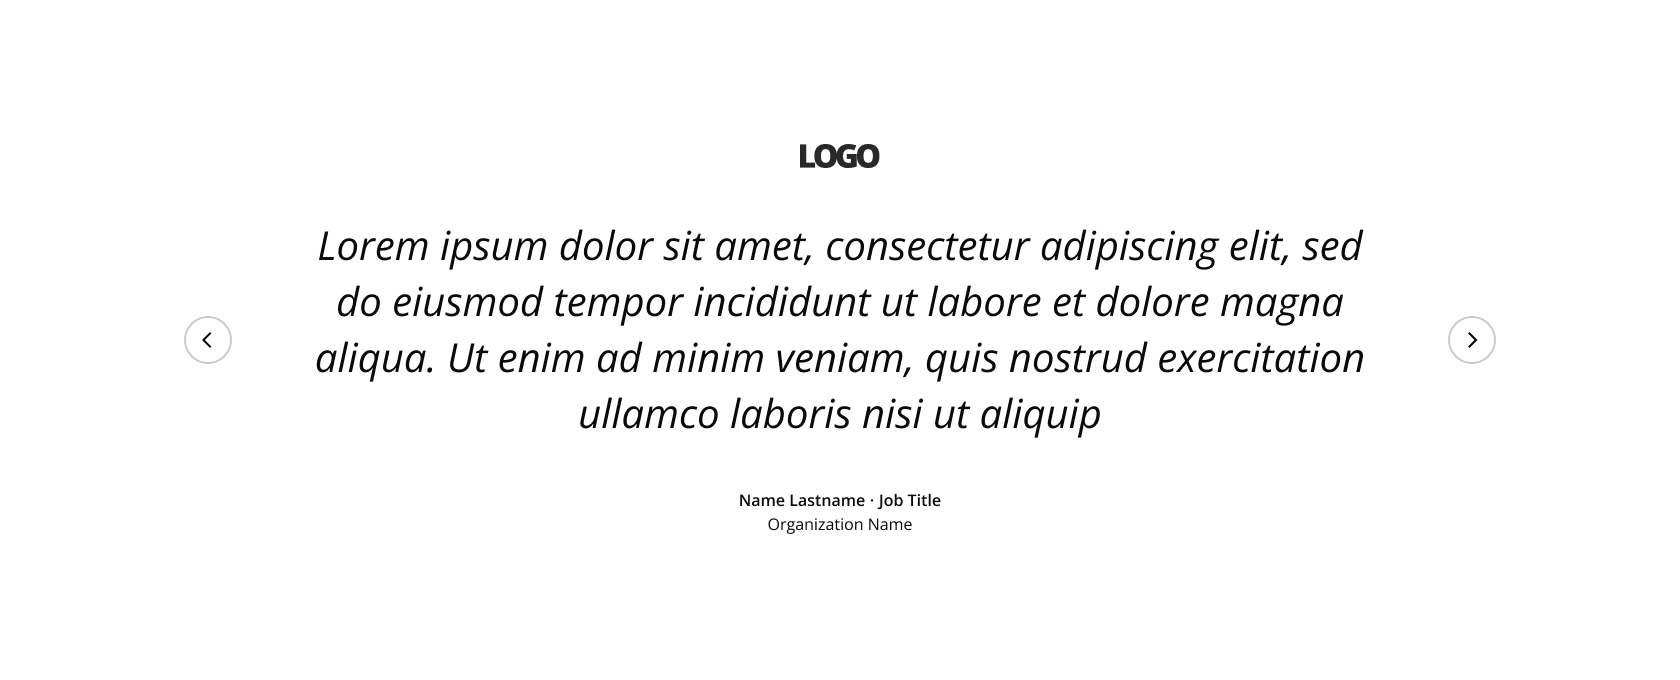 LOGO
Lorem ipsum dolor sit amet, consectetur adipiscing elit, sed
do eiusmod tempor incididunt ut labore et dolore magna
aliqua. Ut enim ad minim veniam, quis nostrud exercitation
ullamco laboris nisi ut aliquip
Name Lastname · Job Title
Organization Name